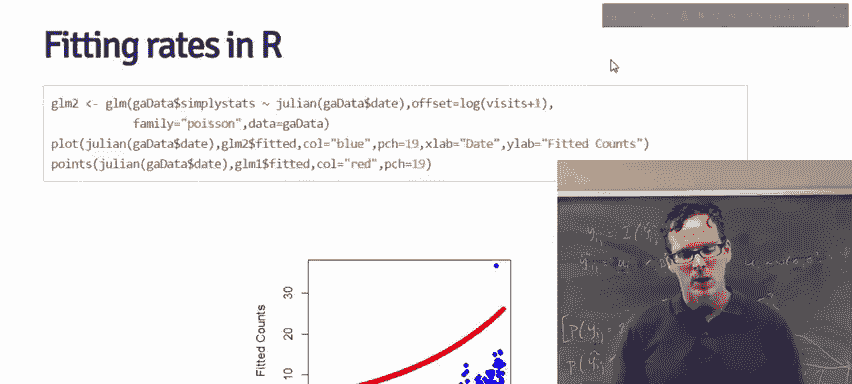 Fitting rates in R
glm2 <- glm(gaData$simplystats ~ julian(gaData$date),offset=log(visits+1),
family="poisson",data=gaData)
plot(julian(gaData$date),glm2$fitted,col="blue",pch=19,xlab="Date",ylab="Fitted Counts")
points(julian(gaData$date),glm1$fitted,col="red",pch=19)
30
20
10
Fitted Counts